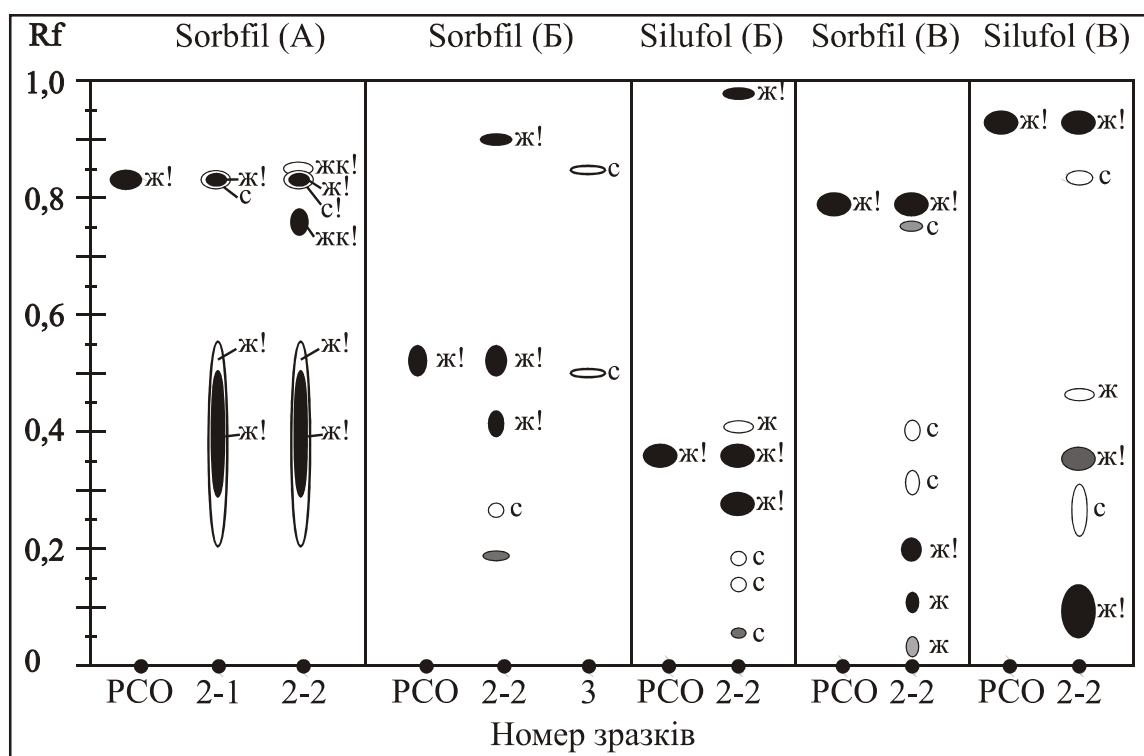 Rf Sorbfil (А) Sorbfil (Б) Silufol (Б) Sorbfil (В) Silufol (В)
1,0
ж!
ж! ж!
ж!
жк!
с
с
ж! ж! ж!
с с!
0,8
ж! ж!
жк!
с
0,6
ж! ж!
ж! ж!
с
ж
ж
0,4
ж! ж!
ж!
с
ж! ж!
ж!
ж!
с
с
с
0,2
ж!
с
с
ж
ж!
с
ж
0
РСО 2-1 2-2 РСО 2-2 3 РСО 2-2 РСО 2-2 РСО 2-2
Номер зразків